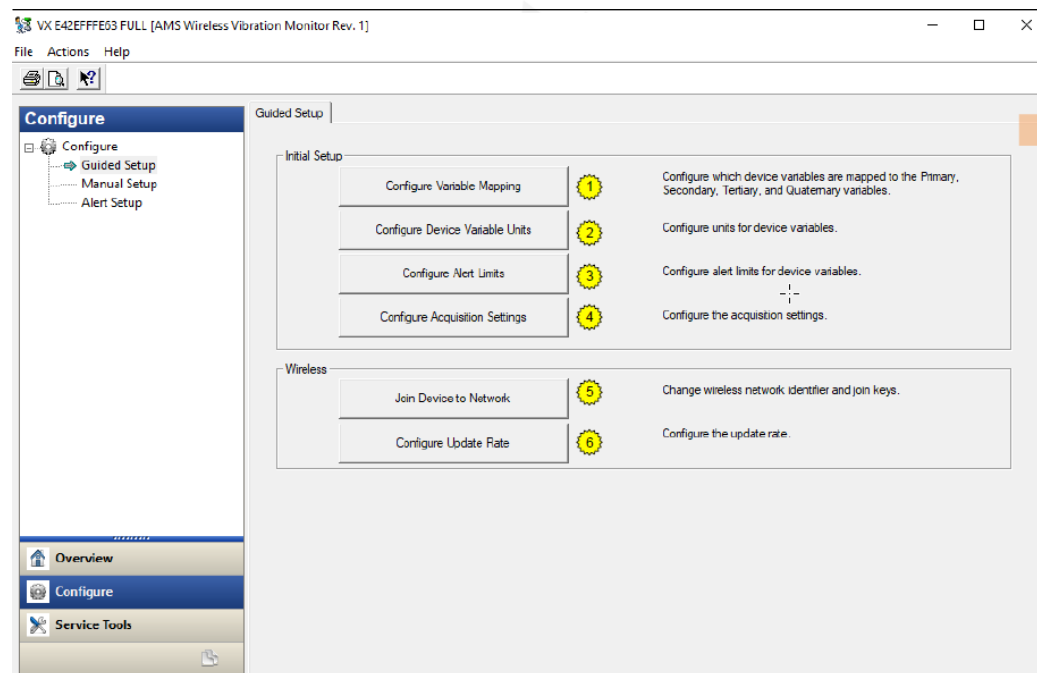 VX E42EFFFE63 FULL [AMS Wireless Vibration Monitor Rev. 1]
File Actions Help
Configure
Configure
Guided Setup
Manual Setup
Alert Setup
Overview
Configure
Service Tools
Guided Setup
Initial Setup
Configure Variable Mapping
1
Configure which device variables are mapped to the Primary,
Secondary, Tertiary, and Quaternary variables.
Configure Device Variable Units
2
Configure units for device variables.
Configure Alert Limits
3
Configure alert limits for device variables.
Configure Acquisition Settings
4
Configure the acquisition settings.
Wireless
Join Device to Network
5
Change wireless network identifier and join keys.
Configure Update Rate
6
Configure the update rate.